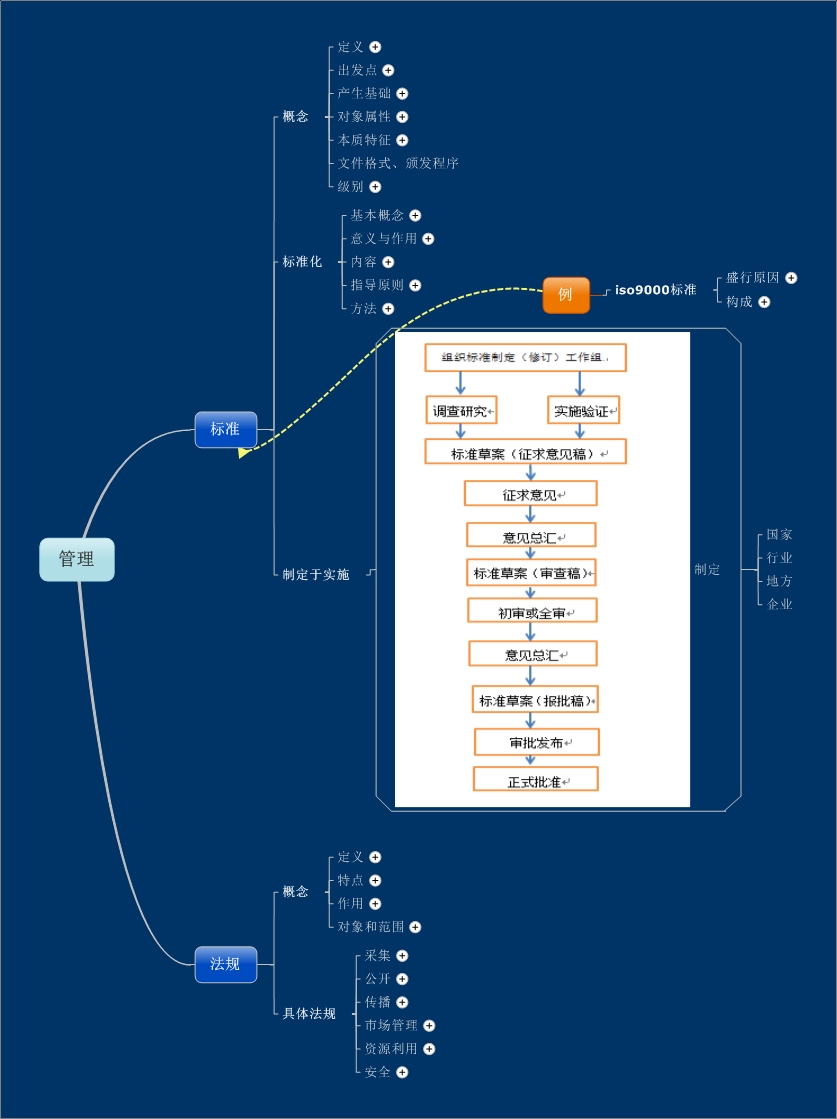 管理
标准
概念
定义
出发点
产生基础
对象属性
本质特征
文件格式、颁发程序
级别
标准化
基本概念
意义与作用
内容
指导原则
方法
例
iso9000标准
盛行原因
构成
制定于实施
组织标准制定（修订）工作组
调查研究
实施验证
标准草案（征求意见稿）
征求意见
意见总汇
标准草案（审查稿）
初审或全审
意见总汇
标准草案（报批稿）
审批发布
正式批准
制定
国家
行业
地方
企业
法规
概念
定义
特点
作用
对象和范围
具体法规
采集
公开
传播
市场管理
资源利用
安全